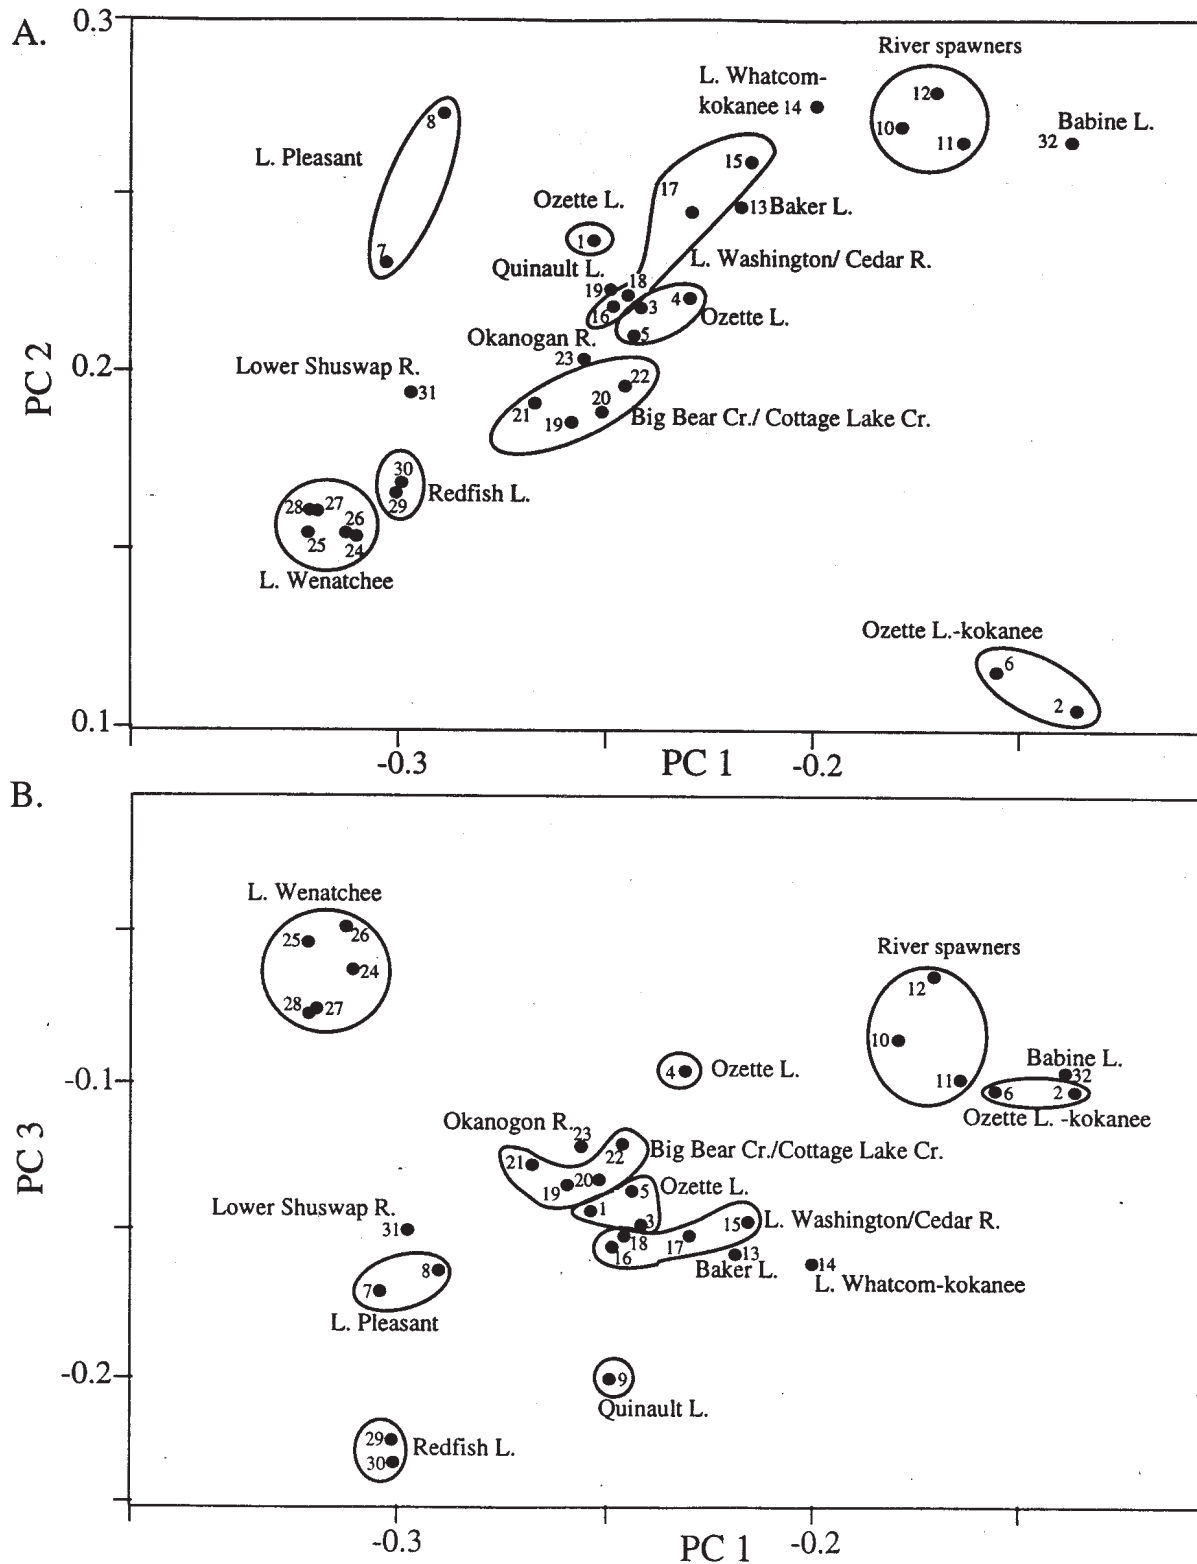 A.
0.3
River spawners
L. Whatcom-
kokanee 14
12
10
11
Babine L.
32
8
L. Pleasant
7
15
17
13 Baker L.
Ozette L.
1
L. Washington/ Cedar R.
Quinault L.
19
18
16
3
4
5
Ozette L.
Okanogan R.
23
0.2
PC 2
Lower Shuswap R.
31
22
21
20
19
Big Bear Cr./ Cottage Lake Cr.
30
29
Redfish L.
28
27
26
25
24
L. Wenatchee
Ozette L.-kokanee
6
2
0.1
-0.3
PC 1
-0.2
B.
L. Wenatchee
25
26
24
28
27
River spawners
12
10
11
Babine L.
32
6
2
Ozette L. -kokanee
4
Ozette L.
-0.1
PC 3
Okanogon R.
23
22
21
20
19
Big Bear Cr./Cottage Lake Cr.
5
Ozette L.
1
3
Lower Shuswap R.
31
15
L. Washington/Cedar R.
18
17
16
13
Baker L.
14
L. Whatcom-kokanee
8
7
L. Pleasant
-0.2
9
Quinault L.
29
30
Redfish L.
-0.3
PC 1
-0.2